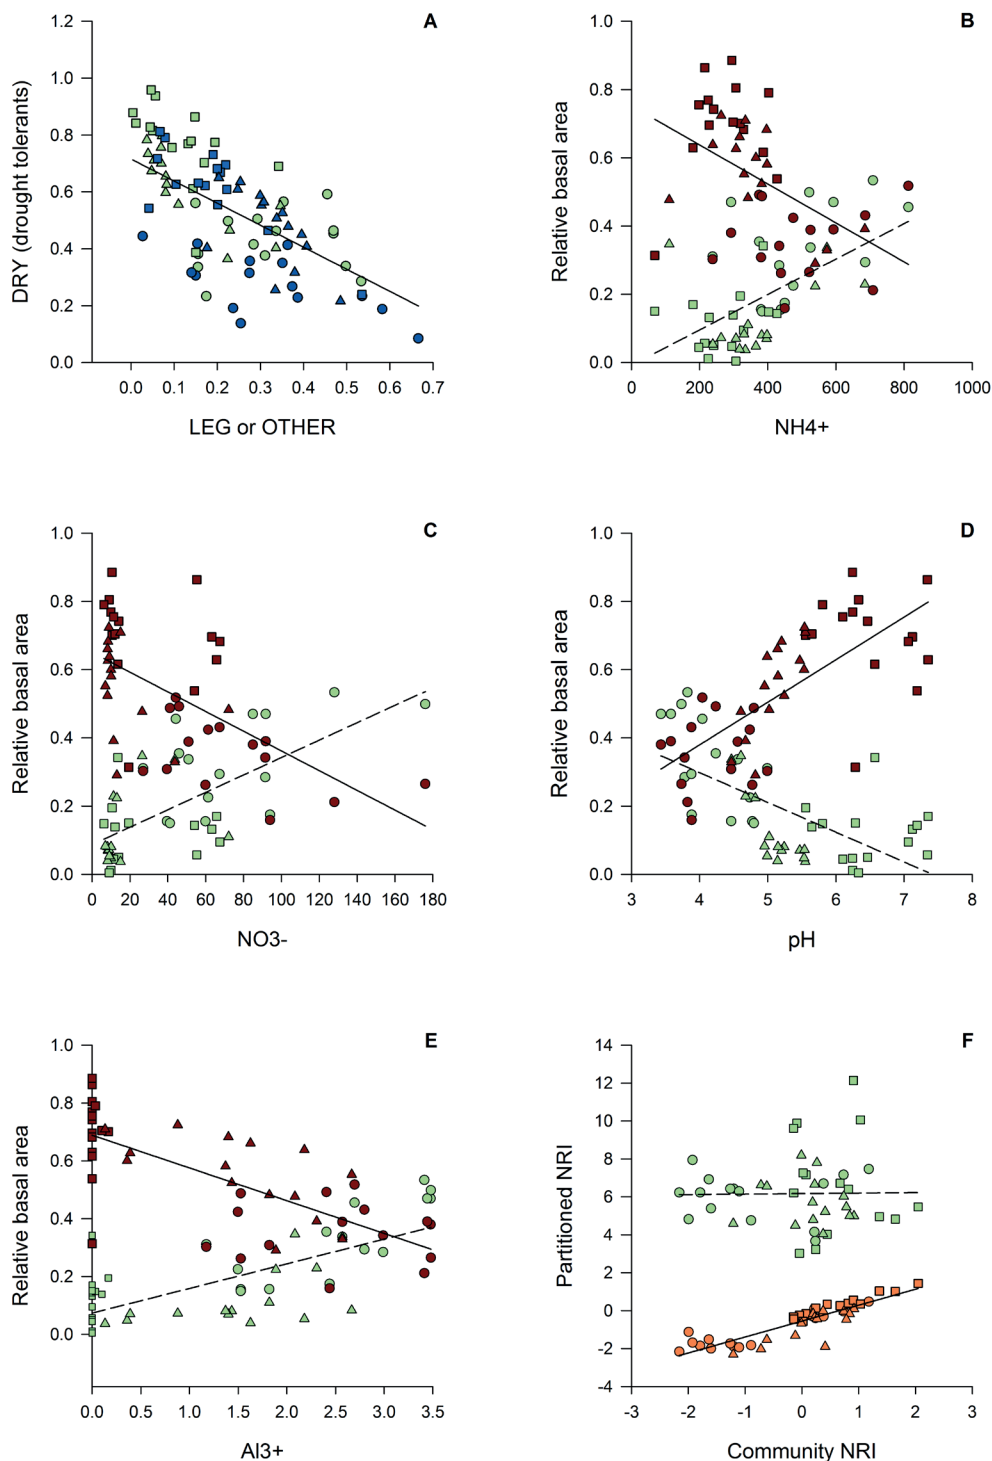 A
1.2
1.0
0.8
0.6
0.4
0.2
0.0
DRY (drought tolerants)
0.0 0.1 0.2 0.3 0.4 0.5 0.6 0.7
LEG or OTHER
B
1.0
0.8
0.6
0.4
0.2
0.0
Relative basal area
0 200 400 600 800 1000
NH4+
C
1.0
0.8
0.6
0.4
0.2
0.0
Relative basal area
0 20 40 60 80 100 120 140 160 180
NO3-
D
1.0
0.8
0.6
0.4
0.2
0.0
Relative basal area
3 4 5 6 7 8
pH
E
1.0
0.8
0.6
0.4
0.2
0.0
Relative basal area
0.0 0.5 1.0 1.5 2.0 2.5 3.0 3.5
Al3+
F
14
12
10
8
6
4
2
0
−2
−4
Partitioned NRI
−3 −2 −1 0 1 2 3
Community NRI